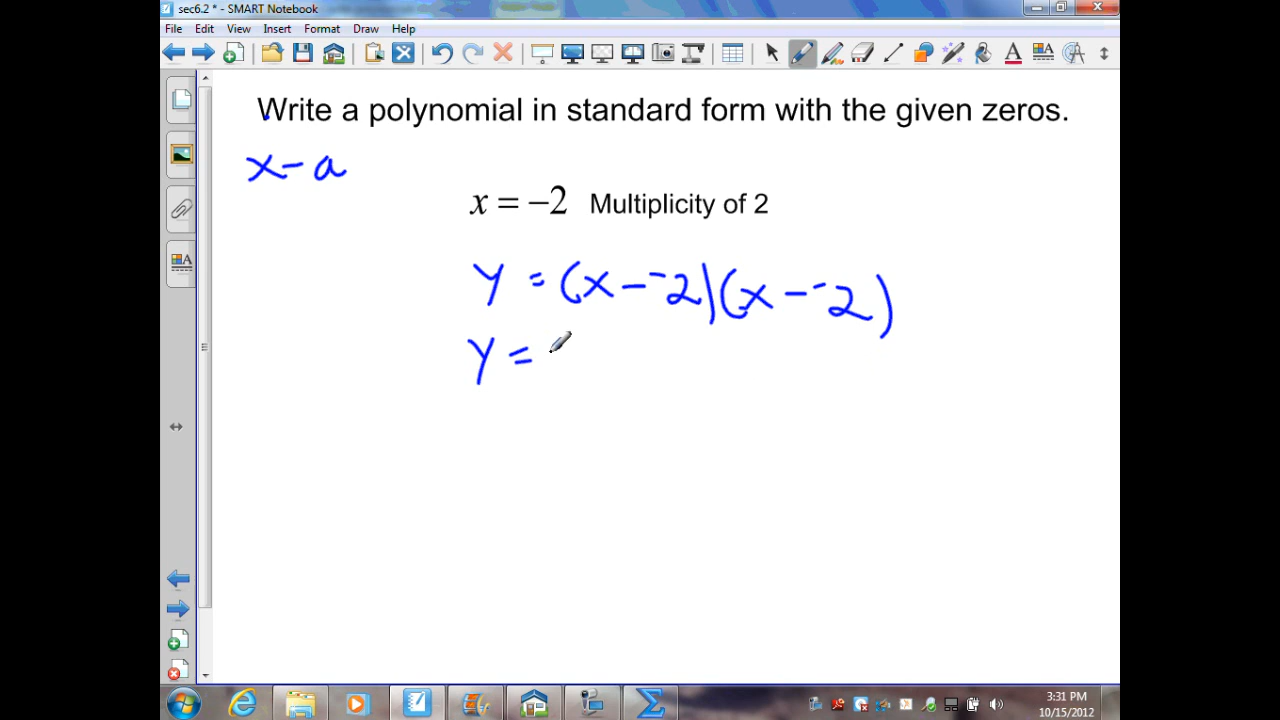 sec6.2 * - SMART Notebook
File Edit View Insert Format Draw Help
Write a polynomial in standard form with the given zeros.
x - a
x = −2 Multiplicity of 2
y = (x - -2)(x - -2)
y =
3:31 PM
10/15/2012